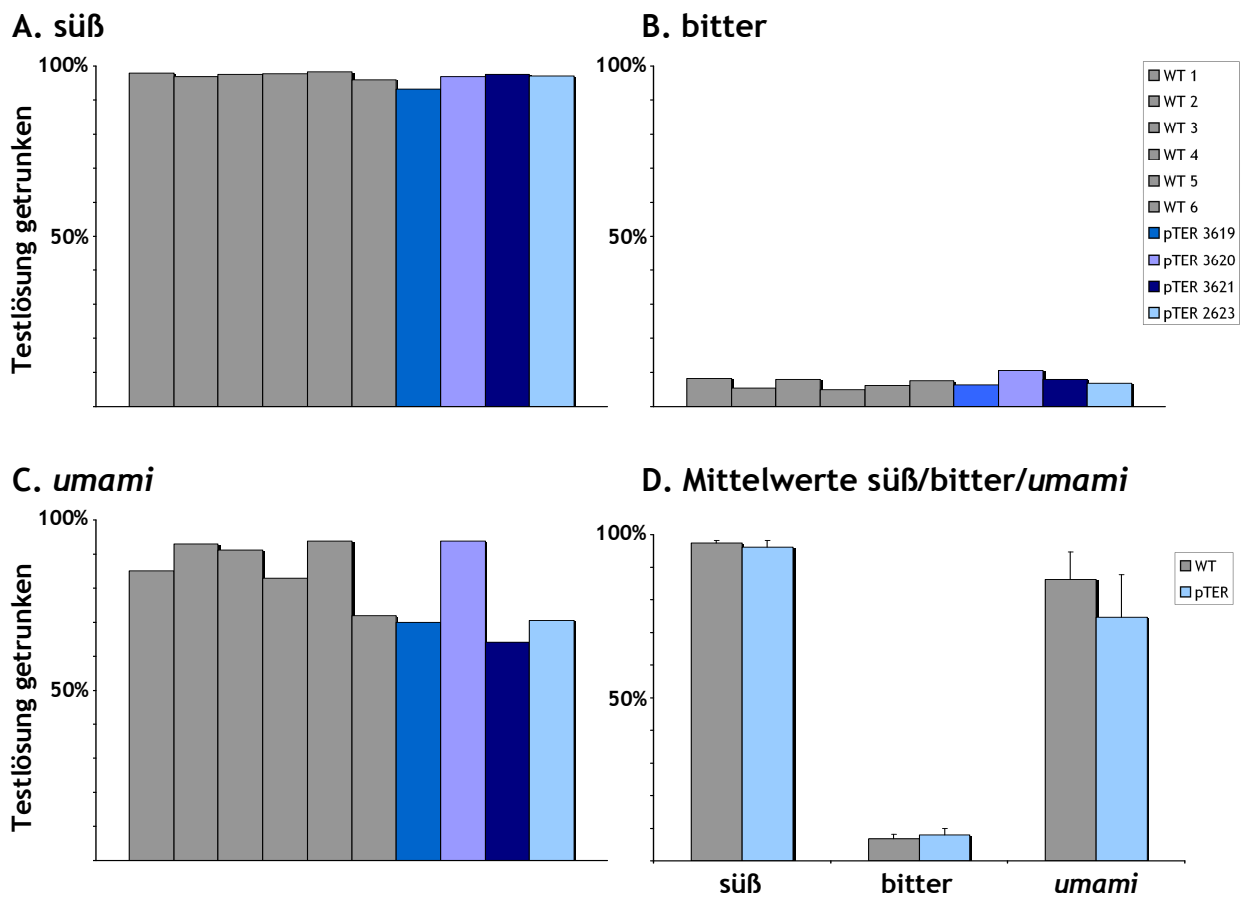 A. süß
100%
50%
Testlösung getrunken
B. bitter
100%
50%
WT 1
WT 2
WT 3
WT 4
WT 5
WT 6
pTER 3619
pTER 3620
pTER 3621
pTER 2623
C. umami
100%
50%
Testlösung getrunken
D. Mittelwerte süß/bitter/umami
100%
50%
WT
pTER
süß bitter umami